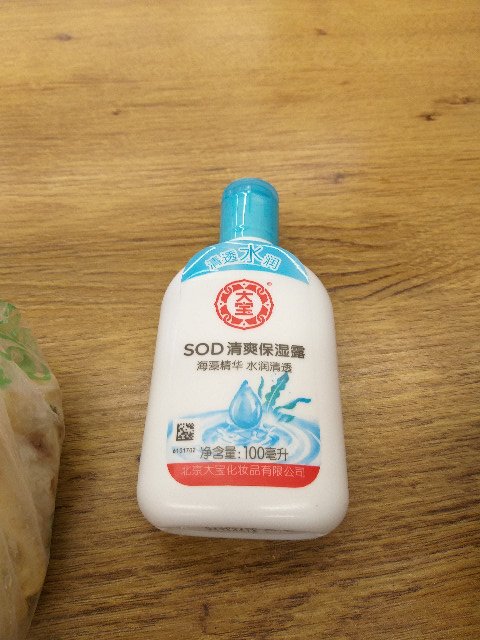 清透水润
大宝
®
SOD 清爽保湿露
海藻精华 水润清透
6151702
净含量:100毫升
北京大宝化妆品有限公司